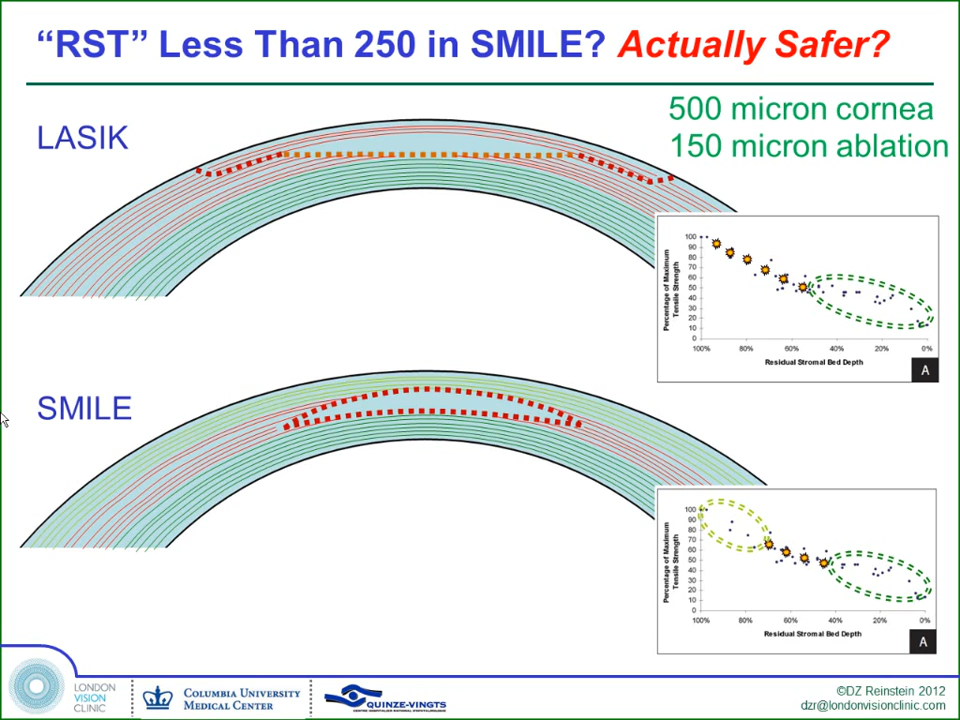 “RST” Less Than 250 in SMILE? Actually Safer?
LASIK
500 micron cornea
150 micron ablation
Percentage of Maximum
Tensile Strength
100
90
80
70
60
50
40
30
20
10
0
100% 80% 60% 40% 20% 0%
Residual Stromal Bed Depth
A
SMILE
Percentage of Maximum
Tensile Strength
100
90
80
70
60
50
40
30
20
10
0
100% 80% 60% 40% 20% 0%
Residual Stromal Bed Depth
A
LONDON
VISION
CLINIC
COLUMBIA UNIVERSITY
MEDICAL CENTER
QUINZE-VINGTS
CENTRE HOSPITALIER NATIONAL D'OPHTALMOLOGIE
©DZ Reinstein 2012
dzr@londonvisionclinic.com